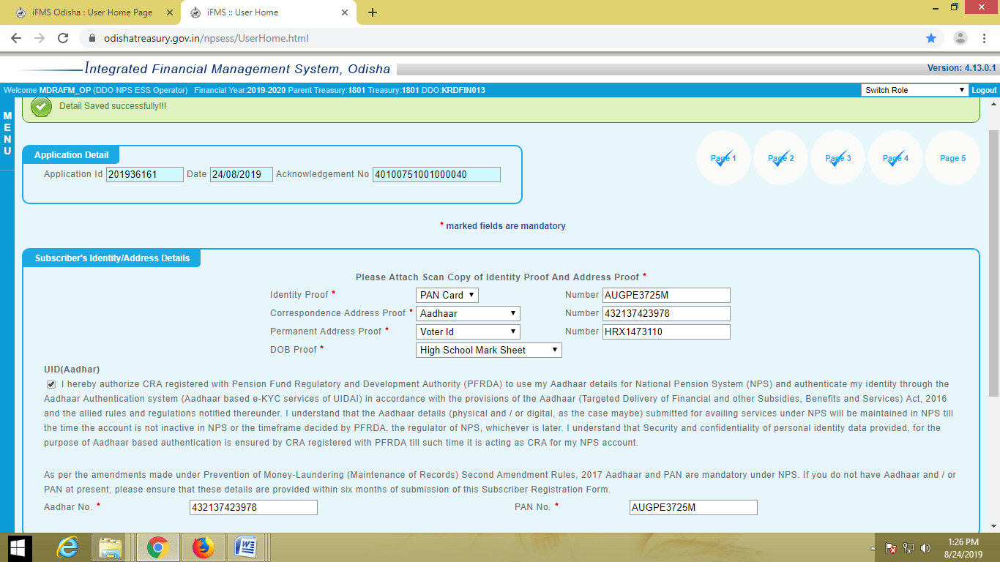 iFMS Odisha : User Home Page
iFMS :: User Home
odishatreasury.gov.in/npsess/UserHome.html
Integrated Financial Management System, Odisha
Version: 4.13.0.1
Welcome MDRAFM_OP (DDO NPS ESS Operator) Financial Year:2019-2020 Parent Treasury:1801 Treasury:1801 DDO:KRDFIN013
Switch Role
Logout
MENU
Detail Saved successfully!!!
Page 1
Page 2
Page 3
Page 4
Page 5
Application Detail
Application Id 201936161 Date 24/08/2019 Acknowledgement No 40100751001000040
* marked fields are mandatory
Subscriber's Identity/Address Details
Please Attach Scan Copy of Identity Proof And Address Proof *
Identity Proof * PAN Card Number AUGPE3725M
Correspondence Address Proof * Aadhaar Number 432137423978
Permanent Address Proof * Voter Id Number HRX1473110
DOB Proof * High School Mark Sheet
UID(Aadhar)
I hereby authorize CRA registered with Pension Fund Regulatory and Development Authority (PFRDA) to use my Aadhaar details for National Pension System (NPS) and authenticate my identity through the
Aadhaar Authentication system (Aadhaar based e-KYC services of UIDAI) in accordance with the provisions of the Aadhaar (Targeted Delivery of Financial and other Subsidies, Benefits and Services) Act, 2016
and the allied rules and regulations notified thereunder. I understand that the Aadhaar details (physical and / or digital, as the case maybe) submitted for availing services under NPS will be maintained in NPS till
the time the account is not inactive in NPS or the timeframe decided by PFRDA, the regulator of NPS, whichever is later. I understand that Security and confidentiality of personal identity data provided, for the
purpose of Aadhaar based authentication is ensured by CRA registered with PFRDA till such time it is acting as CRA for my NPS account.
As per the amendments made under Prevention of Money-Laundering (Maintenance of Records) Second Amendment Rules, 2017 Aadhaar and PAN are mandatory under NPS. If you do not have Aadhaar and / or
PAN at present, please ensure that these details are provided within six months of submission of this Subscriber Registration Form.
Aadhar No. * 432137423978 PAN No. * AUGPE3725M
1:26 PM
8/24/2019